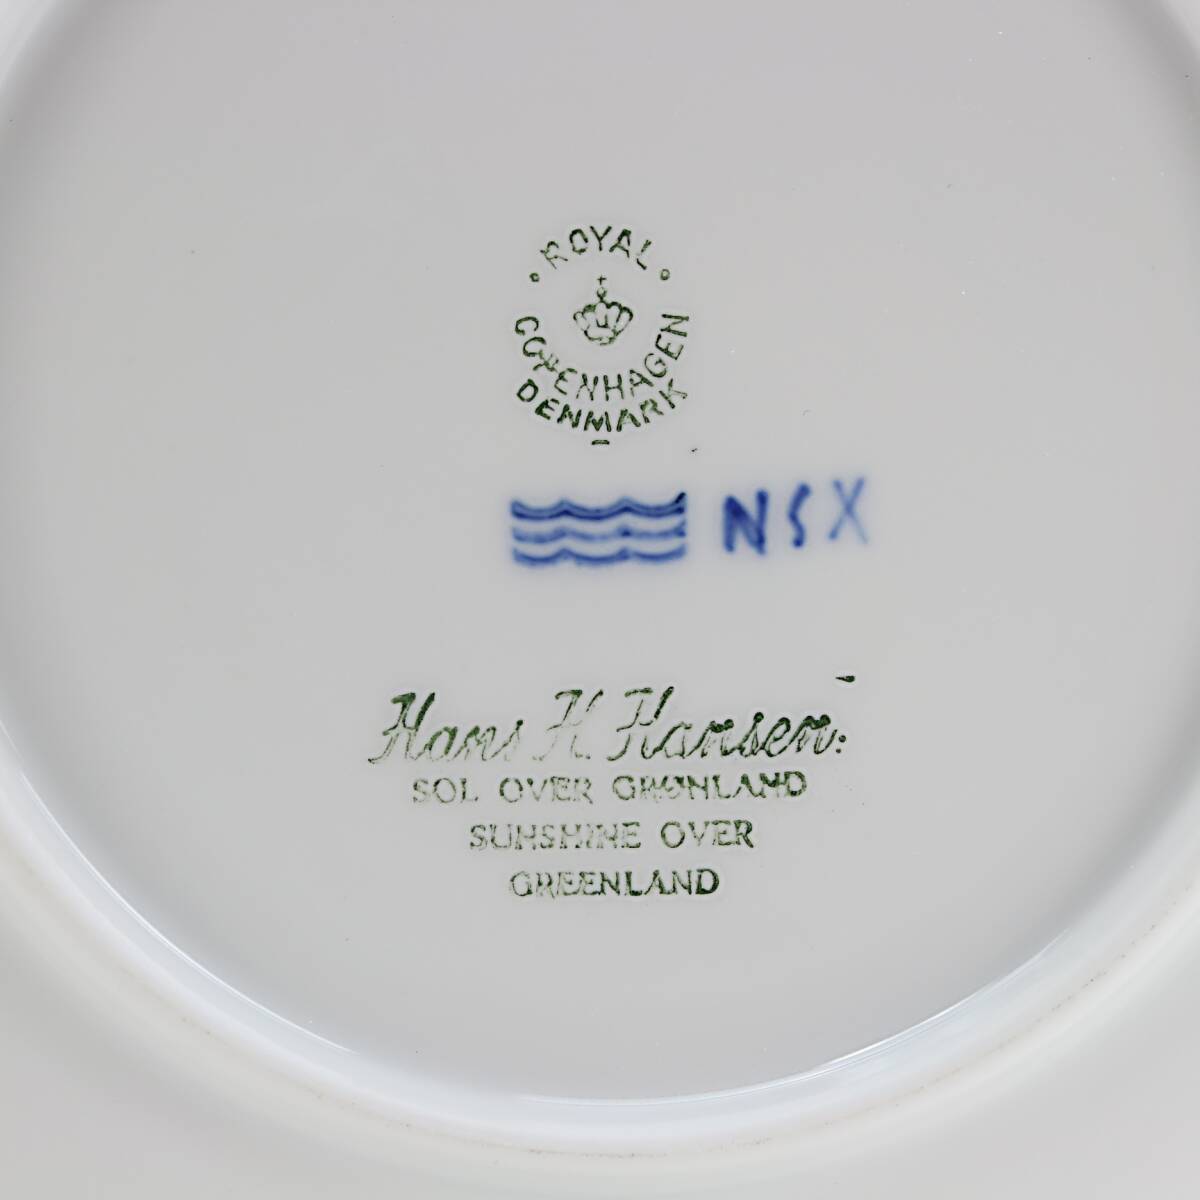 ROYAL
COPENHAGEN
DENMARK
NSX
Hans H. Hansen:
SOL OVER GRØNLAND
SUNSHINE OVER
GREENLAND